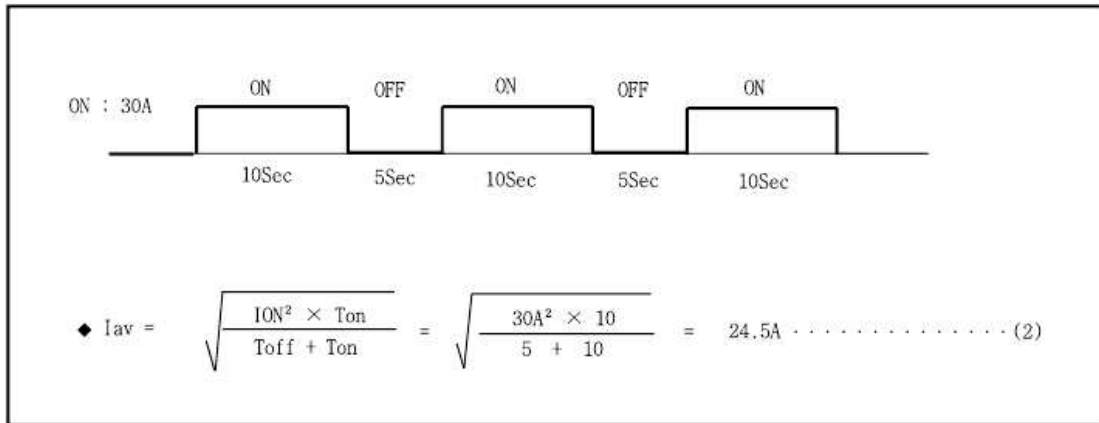 ON OFF ON OFF ON
ON : 30A
10Sec 5Sec 10Sec 5Sec 10Sec
◆ Iav = √ ION² × Ton / Toff + Ton = √ 30A² × 10 / 5 + 10 = 24.5A · · · · · · · · · · · · · · (2)